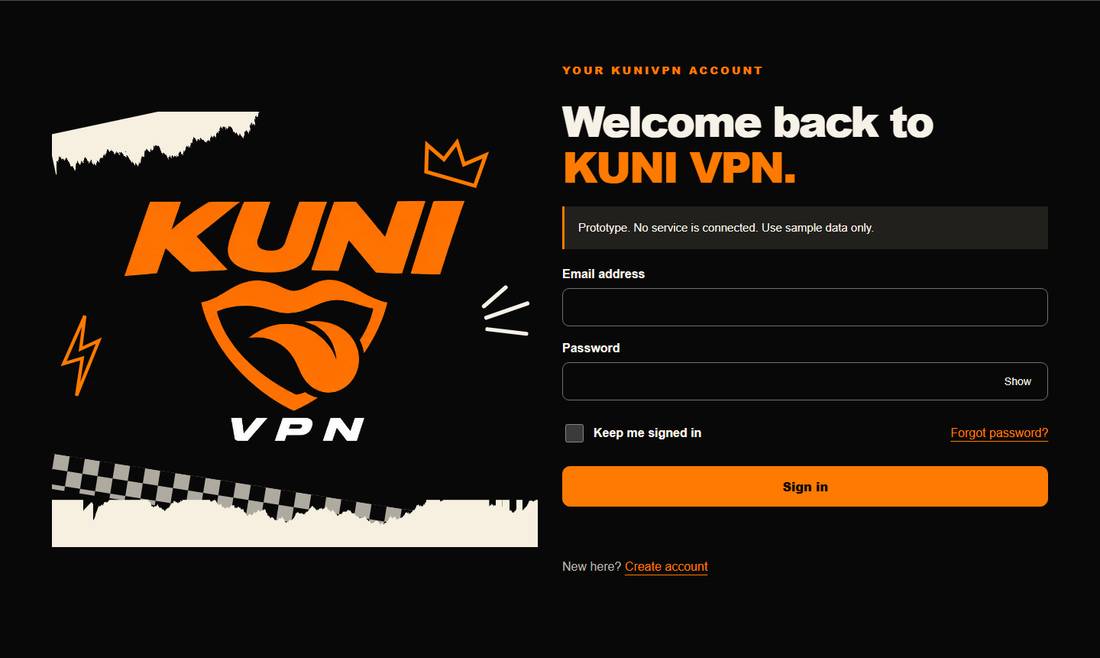 KUNI
VPN
YOUR KUNIVPN ACCOUNT
Welcome back to
KUNI VPN.
Prototype. No service is connected. Use sample data only.
Email address
Password
Show
Keep me signed in
Forgot password?
Sign in
New here? Create account